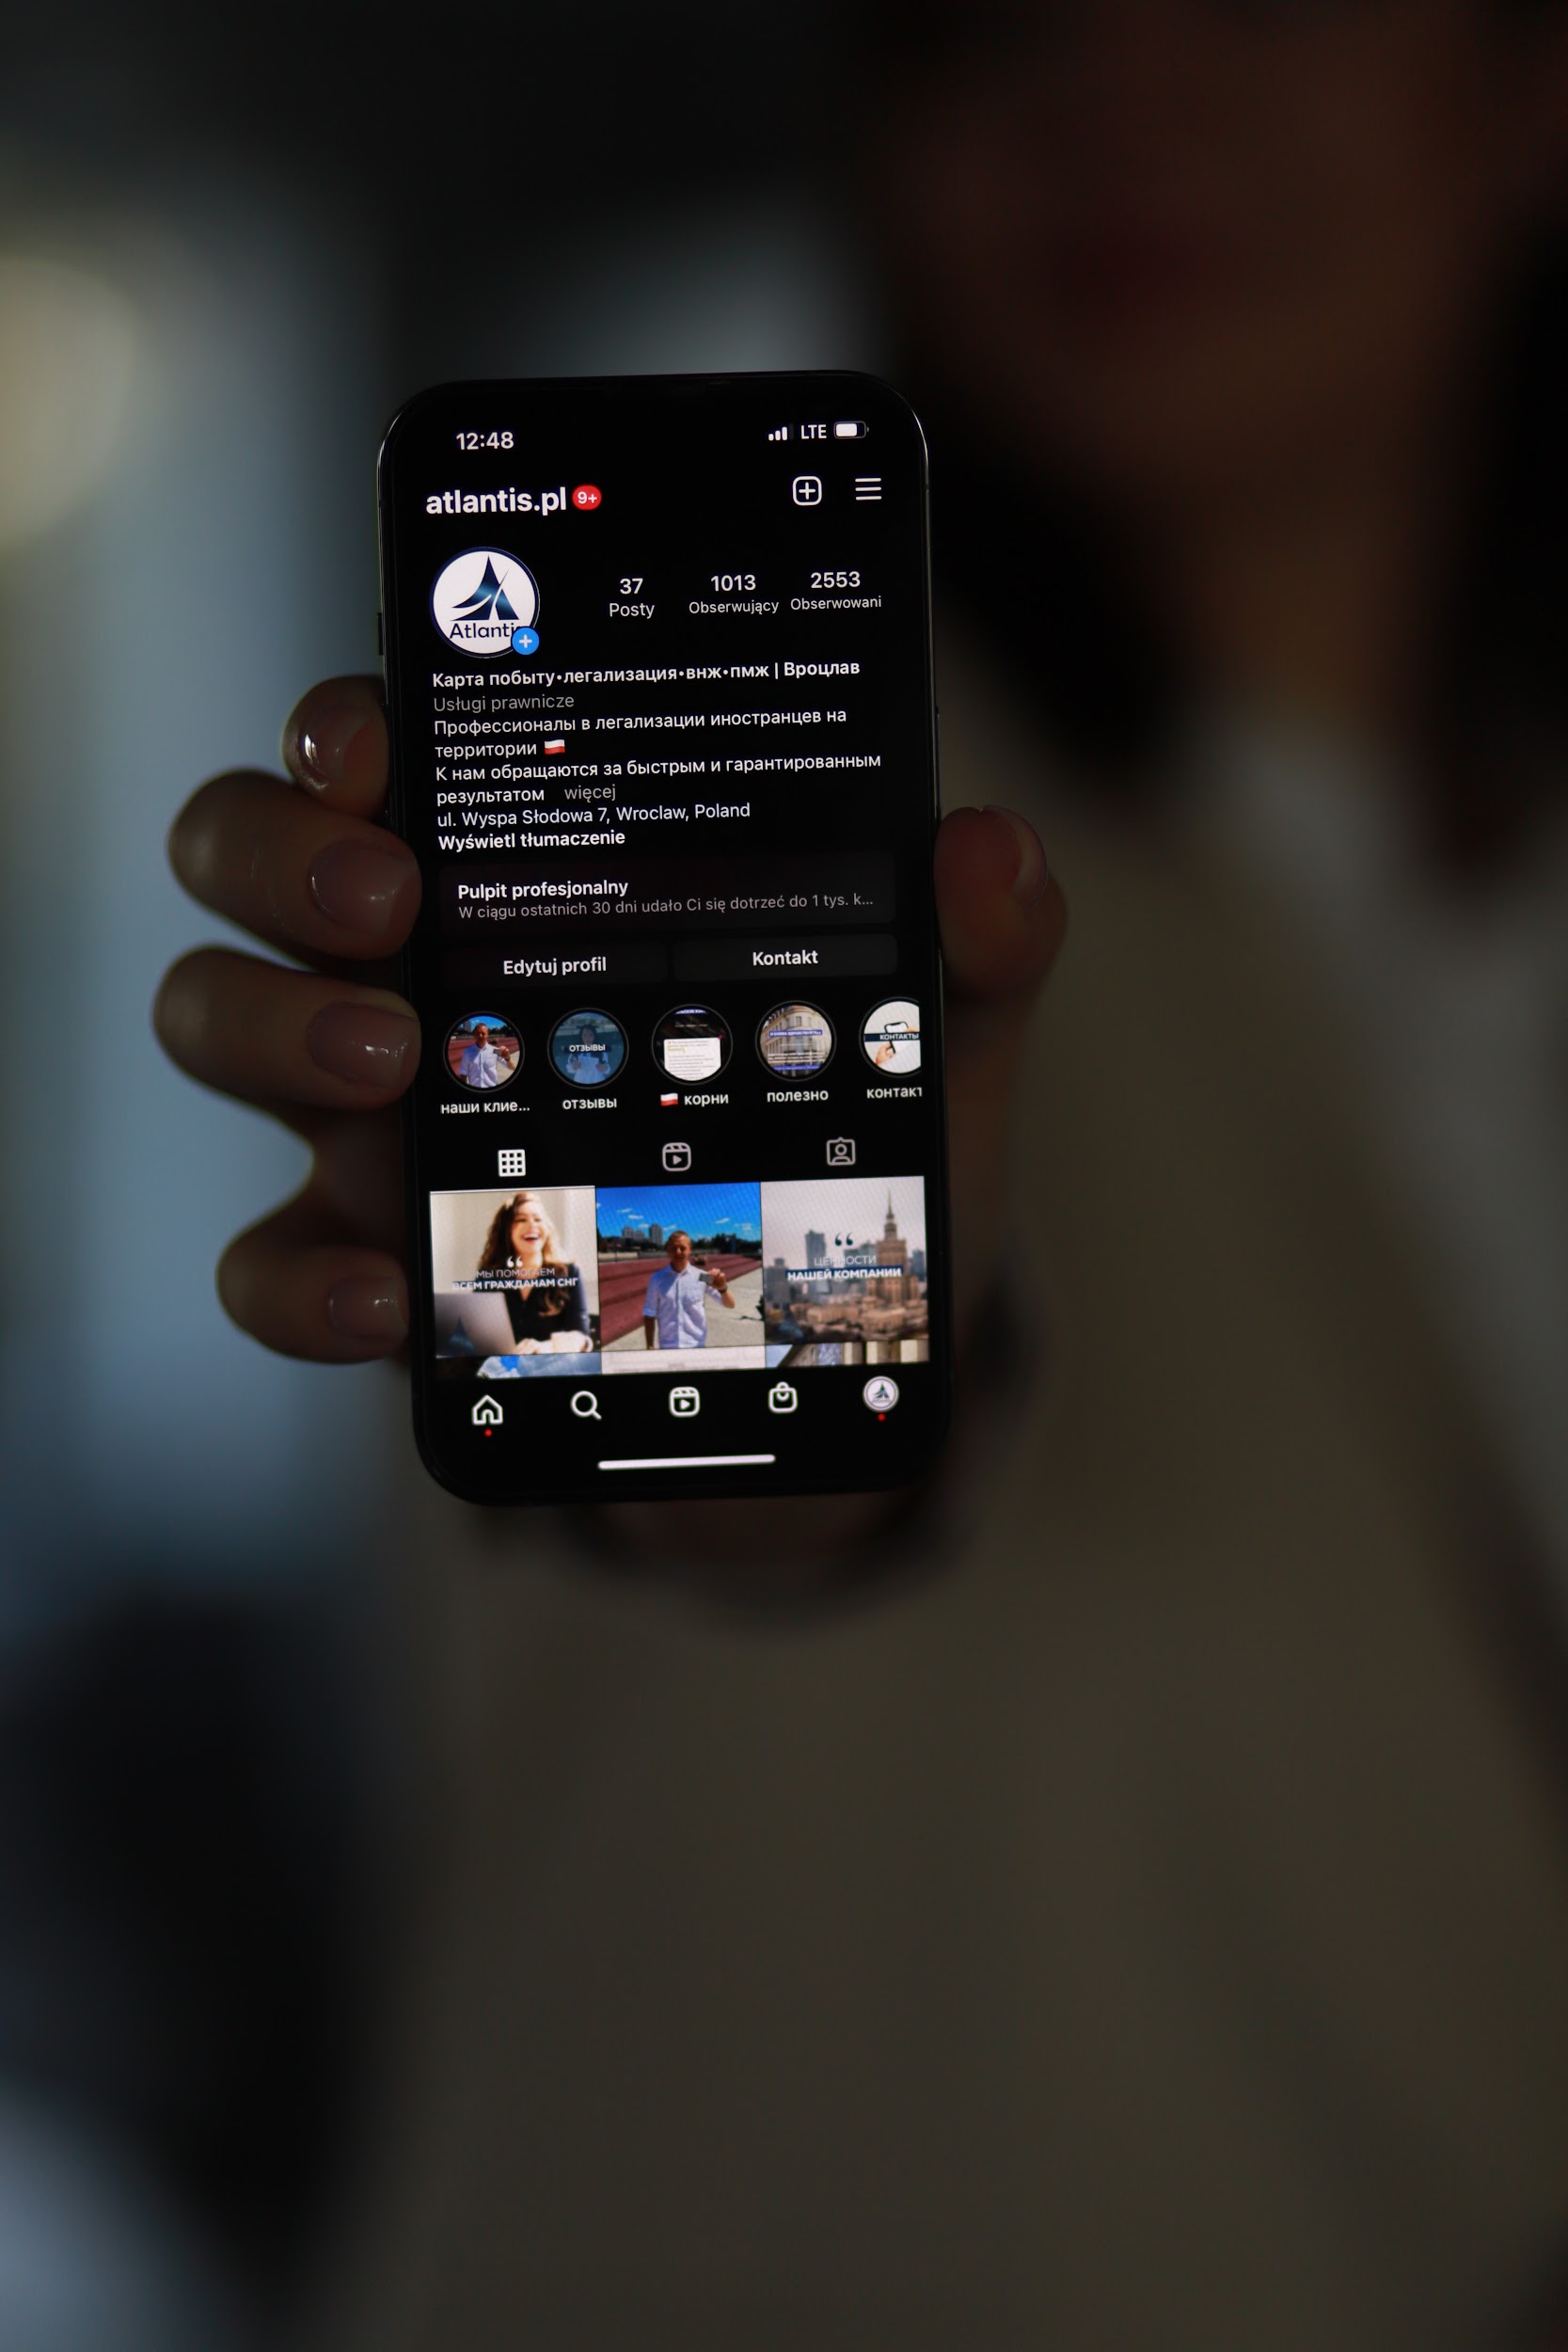 12:48
LTE
atlantis.pl 9+
37
Posty
1013
Obserwujący
2553
Obserwowani
Atlanti
Карта побыту•легализация•внж•пмж | Вроцлав
Usługi prawnicze
Профессионалы в легализации иностранцев на
территории 🇵🇱
К нам обращаются за быстрым и гарантированным
результатом więcej
ul. Wyspa Słodowa 7, Wroclaw, Poland
Wyświetl tłumaczenie
Pulpit profesjonalny
W ciągu ostatnich 30 dni udało Ci się dotrzeć do 1 tys. k...
Edytuj profil
Kontakt
ОТЗЫВЫ
КОНТАКТЫ
наши клие...
отзывы
🇵🇱 корни
полезно
контакт
“
МЫ ПОМОГАЕМ
ВСЕМ ГРАЖДАНАМ СНГ
“
ЦЕННОСТИ
НАШЕЙ КОМПАНИИ